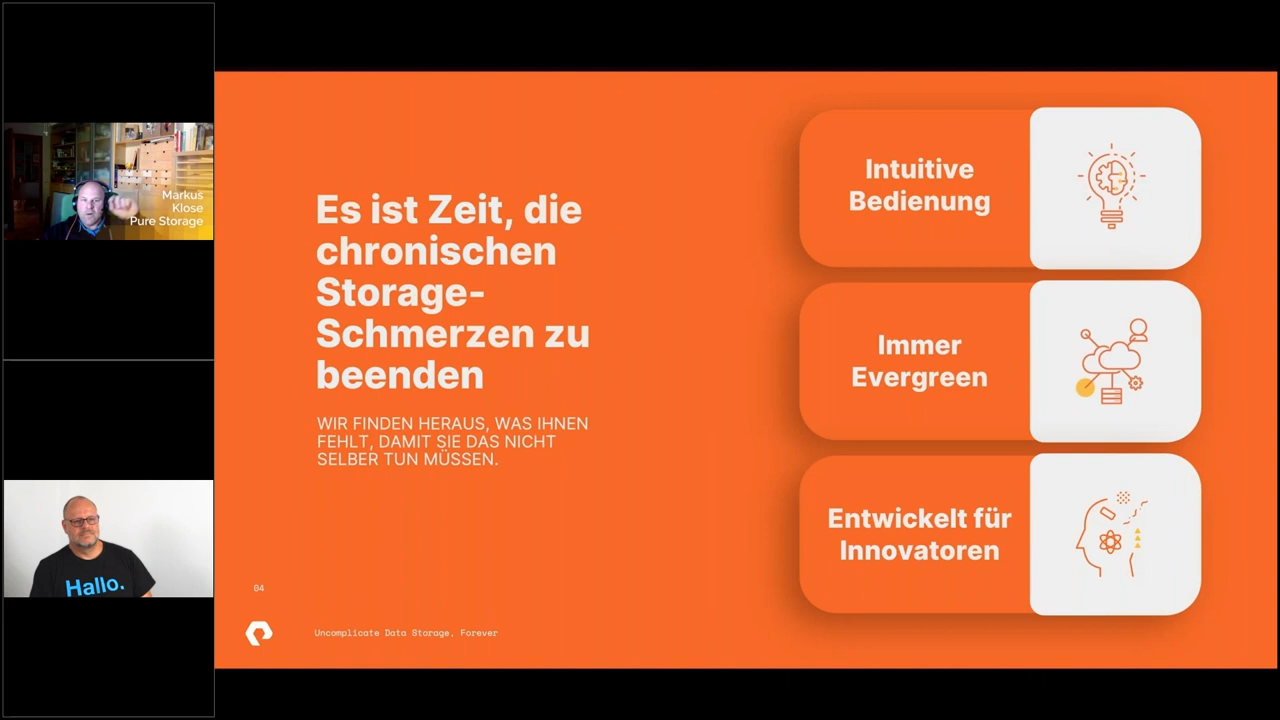 Markus
Klose
Pure Storage
Hallo.
Es ist Zeit, die
chronischen
Storage-
Schmerzen zu
beenden
WIR FINDEN HERAUS, WAS IHNEN
FEHLT, DAMIT SIE DAS NICHT
SELBER TUN MÜSSEN.
Intuitive
Bedienung
Immer
Evergreen
Entwickelt für
Innovatoren
04
Uncomplicate Data Storage, Forever